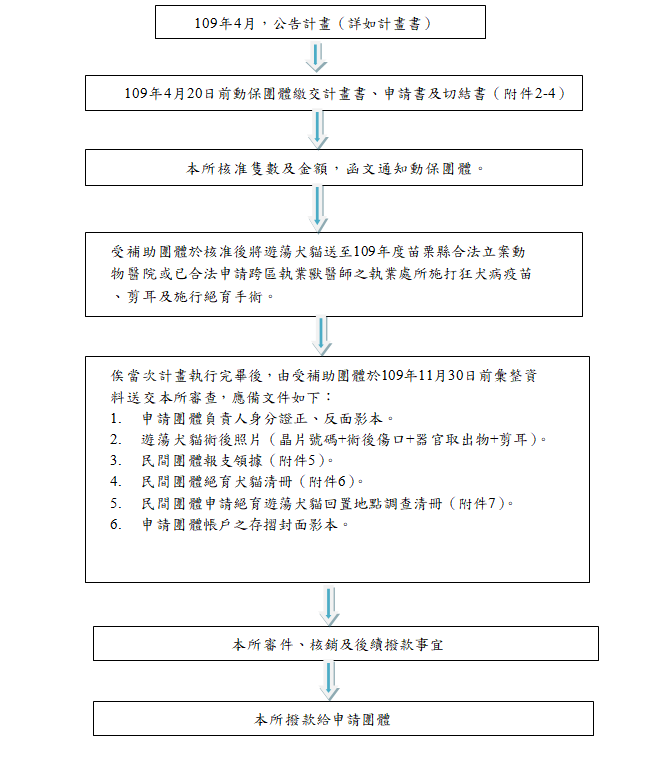 109年4月，公告計畫（詳如計畫書）
109年4月20日前動保團體繳交計畫書、申請書及切結書（附件2-4）
本所核准隻數及金額，函文通知動保團體。
受補助團體於核准後將遊蕩犬貓送至109年度苗栗縣合法立案動
物醫院或已合法申請跨區執業獸醫師之執業處所施打狂犬病疫苗
、剪耳及施行絕育手術。
俟當次計畫執行完畢後，由受補助團體於109年11月30日前彙整資
料送交本所審查，應備文件如下：
1. 申請團體負責人身分證正、反面影本。
2. 遊蕩犬貓術後照片（晶片號碼+術後傷口+器官取出物+剪耳）。
3. 民間團體報支領據（附件5）。
4. 民間團體絕育犬貓清冊（附件6）。
5. 民間團體申請絕育遊蕩犬貓回置地點調查清冊（附件7）。
6. 申請團體帳戶之存摺封面影本。
本所審件、核銷及後續撥款事宜
本所撥款給申請團體